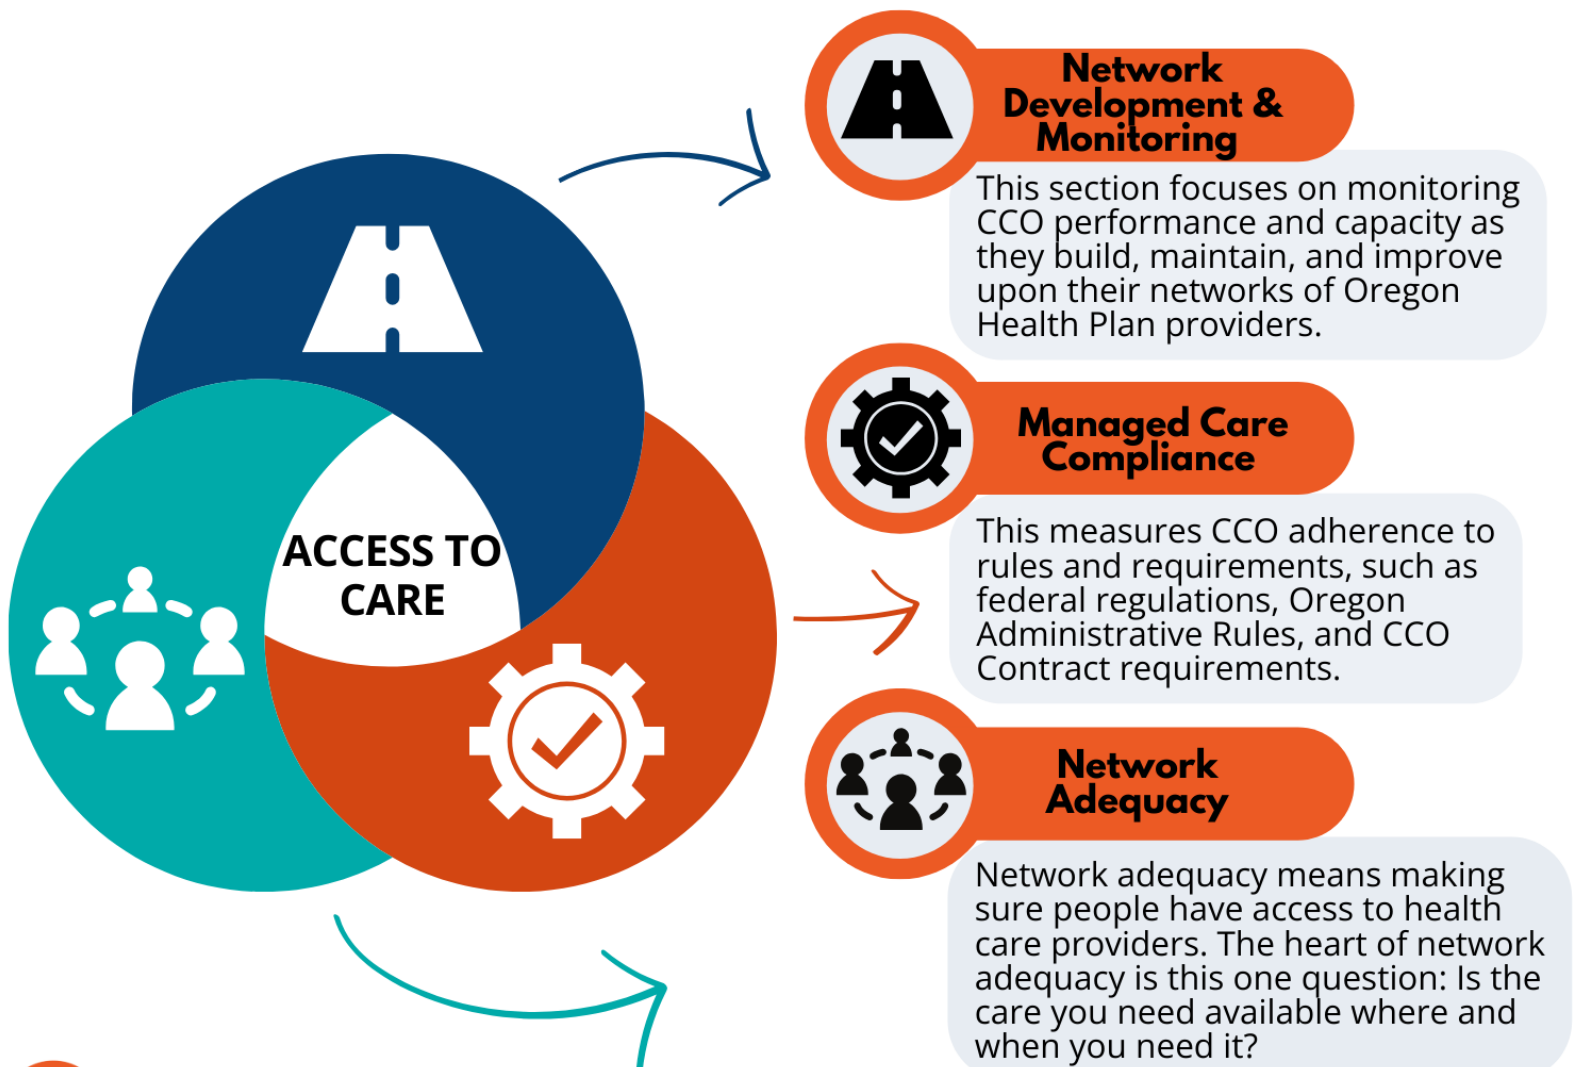 Network
Development &
Monitoring
This section focuses on monitoring
CCO performance and capacity as
they build, maintain, and improve
upon their networks of Oregon
Health Plan providers.
ACCESS TO
CARE
Managed Care
Compliance
This measures CCO adherence to
rules and requirements, such as
federal regulations, Oregon
Administrative Rules, and CCO
Contract requirements.
Network
Adequacy
Network adequacy means making
sure people have access to health
care providers. The heart of network
adequacy is this one question: Is the
care you need available where and
when you need it?